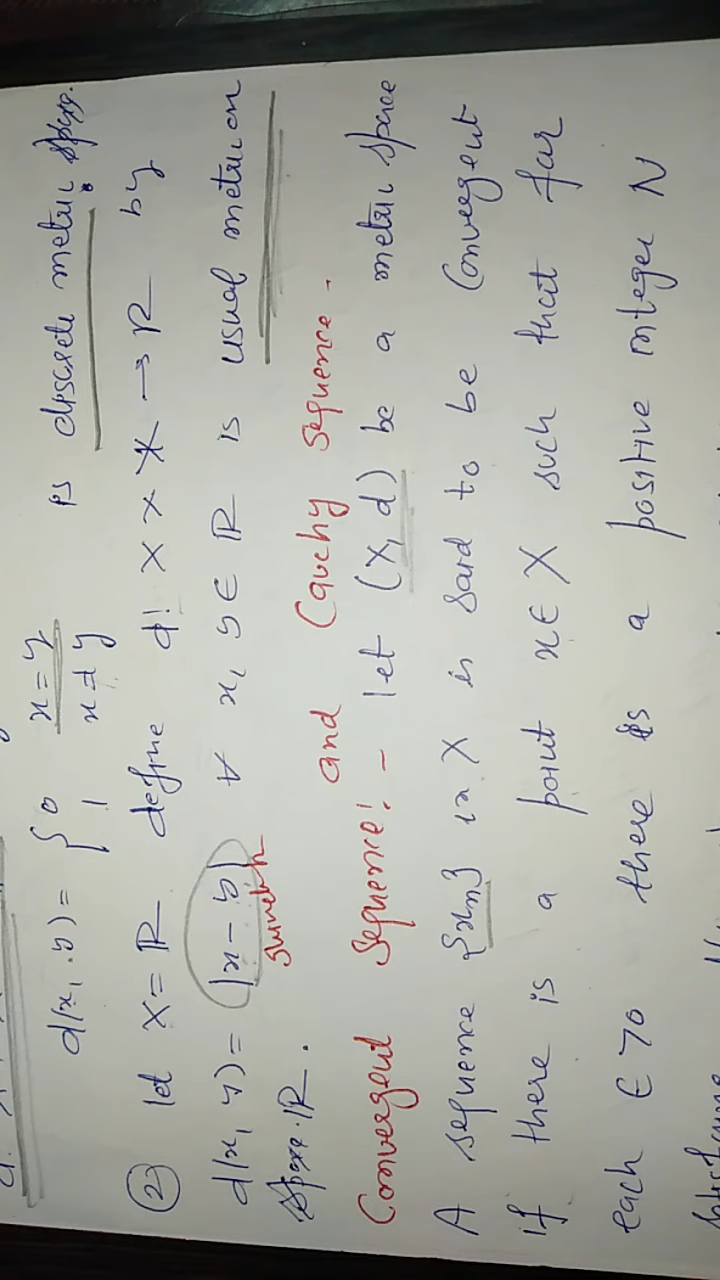 d(x, y) = { 0 x = y is discrete metric space.
1 x ≠ y
② let X = ℝ define d: X × X → ℝ by
d(x, y) = |x - y| ∀ x, y ∈ ℝ is usual metric on
space ℝ.
and Cauchy sequence -
Convergent sequence: - let (X, d) be a metric space
A sequence {xn} in X is said to be Convergent
if there is a point x ∈ X such that for
each ∈ > 0 there is a positive integer N